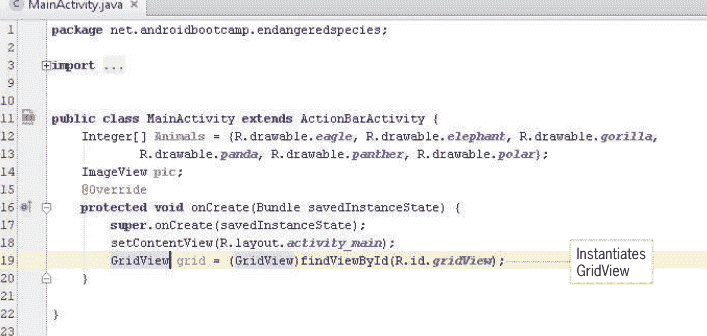 MainActivity.java ×
1 package net.androidbootcamp.endangeredspecies;
2
3 import ...
9
10
11 public class MainActivity extends ActionBarActivity {
12 Integer[] Animals = {R.drawable.eagle, R.drawable.elephant, R.drawable.gorilla,
13 R.drawable.panda, R.drawable.panther, R.drawable.polar};
14 ImageView pic;
15 @Override
16 protected void onCreate(Bundle savedInstanceState) {
17 super.onCreate(savedInstanceState);
18 setContentView(R.layout.activity_main);
19 GridView grid = (GridView)findViewById(R.id.gridView);
Instantiates
GridView
20 }
21
22 }
23